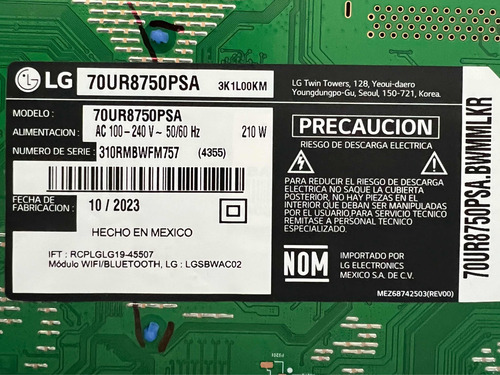 LG 70UR8750PSA 3K1L00KM
LG Twin Towers, 128, Yeoui-daero
Youngdungpo-Gu, Seoul, 150-721, Korea.
MODELO : 70UR8750PSA
ALIMENTACION : AC 100–240 V ~ 50/60 Hz 210 W
NUMERO DE SERIE : 310RMBWFM757 (4355)
FECHA DE
FABRICACION : 10 / 2023
HECHO EN MEXICO
IFT : RCPLGLG19-45507
Módulo WIFI/BLUETOOTH, LG : LGSBWAC02
PRECAUCION
RIESGO DE DESCARGA ELECTRICA
PARA REDUCIR EL RIESGO DE DESCARGA
ELECTRICA NO SAQUE LA CUBIERTA
POSTERIOR, NO HAY PIEZAS EN EL INTERIOR
QUE DEBAN SER MANIPULADAS
POR EL USUARIO,PARA SERVICIO TECNICO
REMITASE A PERSONAL TECNICO
EXCLUSIVAMENTE.
NOM
IMPORTADO POR
LG ELECTRONICS
MEXICO S.A. DE C.V.
MEZ68742503(REV00)
70UR8750PSA.BWMMLKR